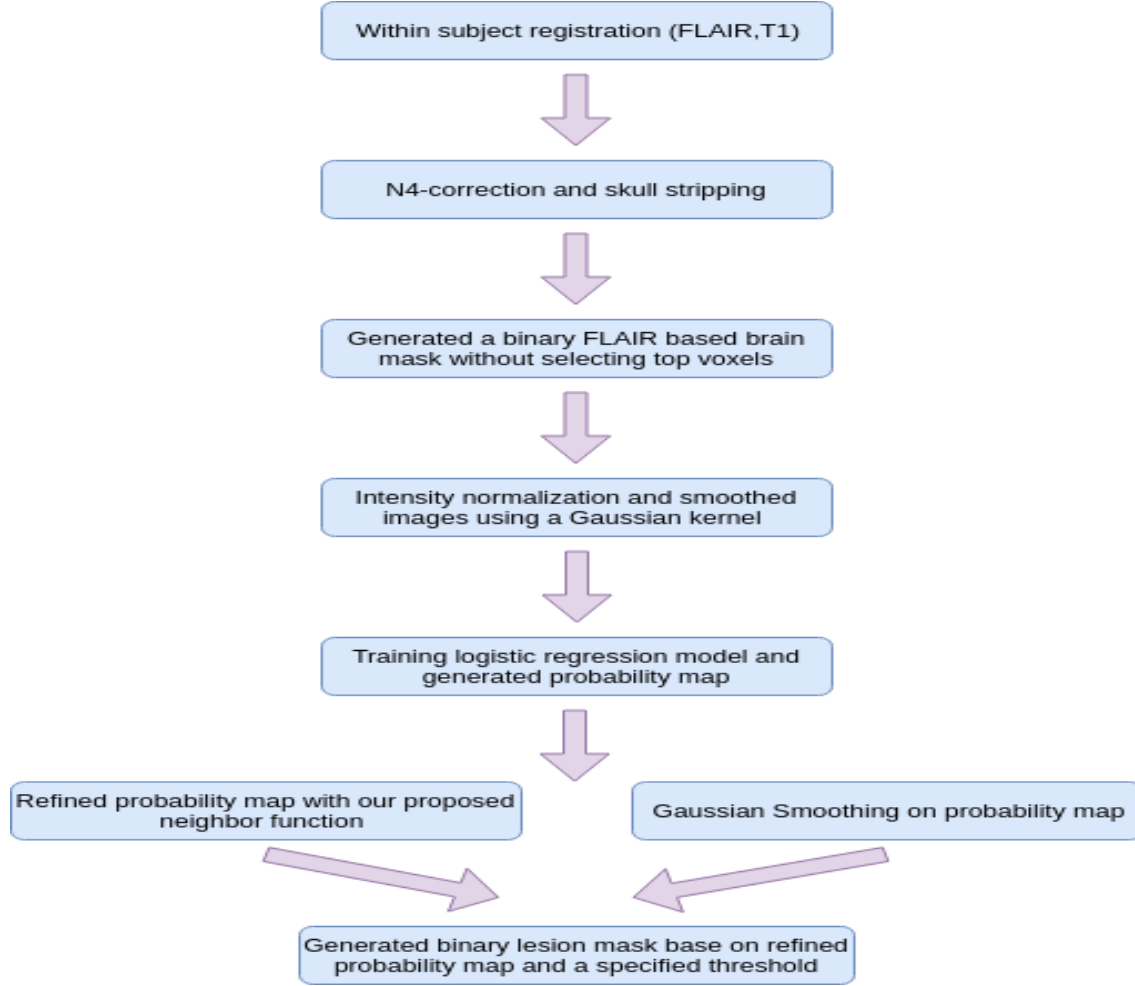 Within subject registration (FLAIR,T1)
N4-correction and skull stripping
Generated a binary FLAIR based brain
mask without selecting top voxels
Intensity normalization and smoothed
images using a Gaussian kernel
Training logistic regression model and
generated probability map
Refined probability map with our proposed
neighbor function
Gaussian Smoothing on probability map
Generated binary lesion mask base on refined
probability map and a specified threshold